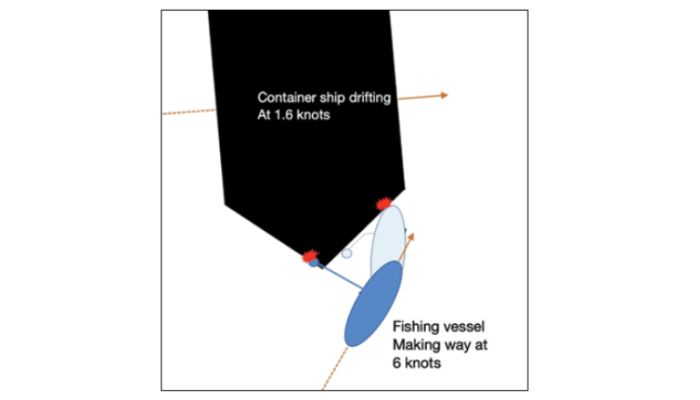 Container ship drifting
At 1.6 knots
Fishing vessel
Making way at
6 knots